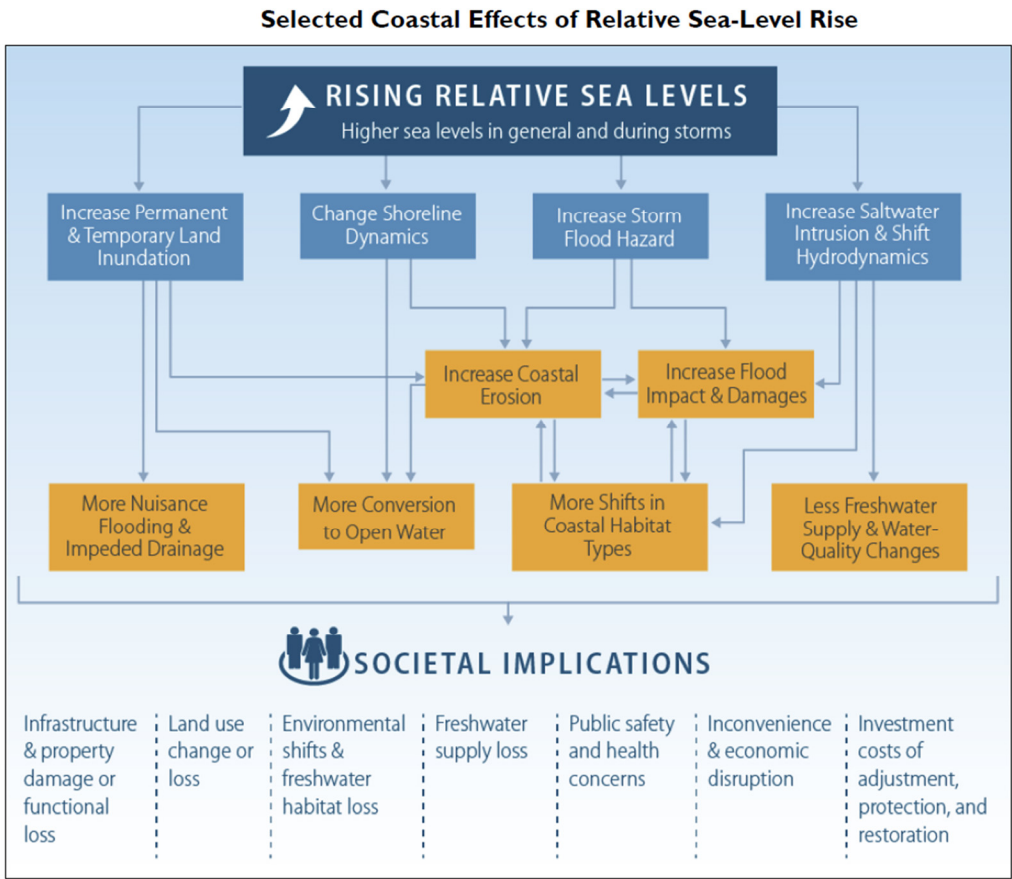 Selected Coastal Effects of Relative Sea-Level Rise
RISING RELATIVE SEA LEVELS
Higher sea levels in general and during storms
Increase Permanent
& Temporary Land
Inundation
Change Shoreline
Dynamics
Increase Storm
Flood Hazard
Increase Saltwater
Intrusion & Shift
Hydrodynamics
Increase Coastal
Erosion
Increase Flood
Impact & Damages
More Nuisance
Flooding &
Impeded Drainage
More Conversion
to Open Water
More Shifts in
Coastal Habitat
Types
Less Freshwater
Supply & Water-
Quality Changes
SOCIETAL IMPLICATIONS
Infrastructure
& property
damage or
functional
loss
Land use
change or
loss
Environmental
shifts &
freshwater
habitat loss
Freshwater
supply loss
Public safety
and health
concerns
Inconvenience
& economic
disruption
Investment
costs of
adjustment,
protection, and
restoration